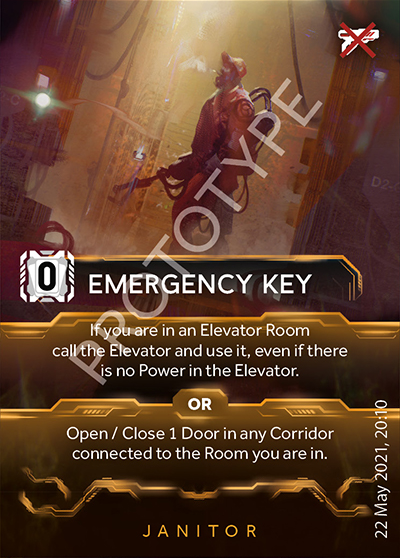 0 EMERGENCY KEY
If you are in an Elevator Room
call the Elevator and use it, even if there
is no Power in the Elevator.
OR
Open / Close 1 Door in any Corridor
connected to the Room you are in.
JANITOR
PROTOTYPE
22 May 2021, 20:10